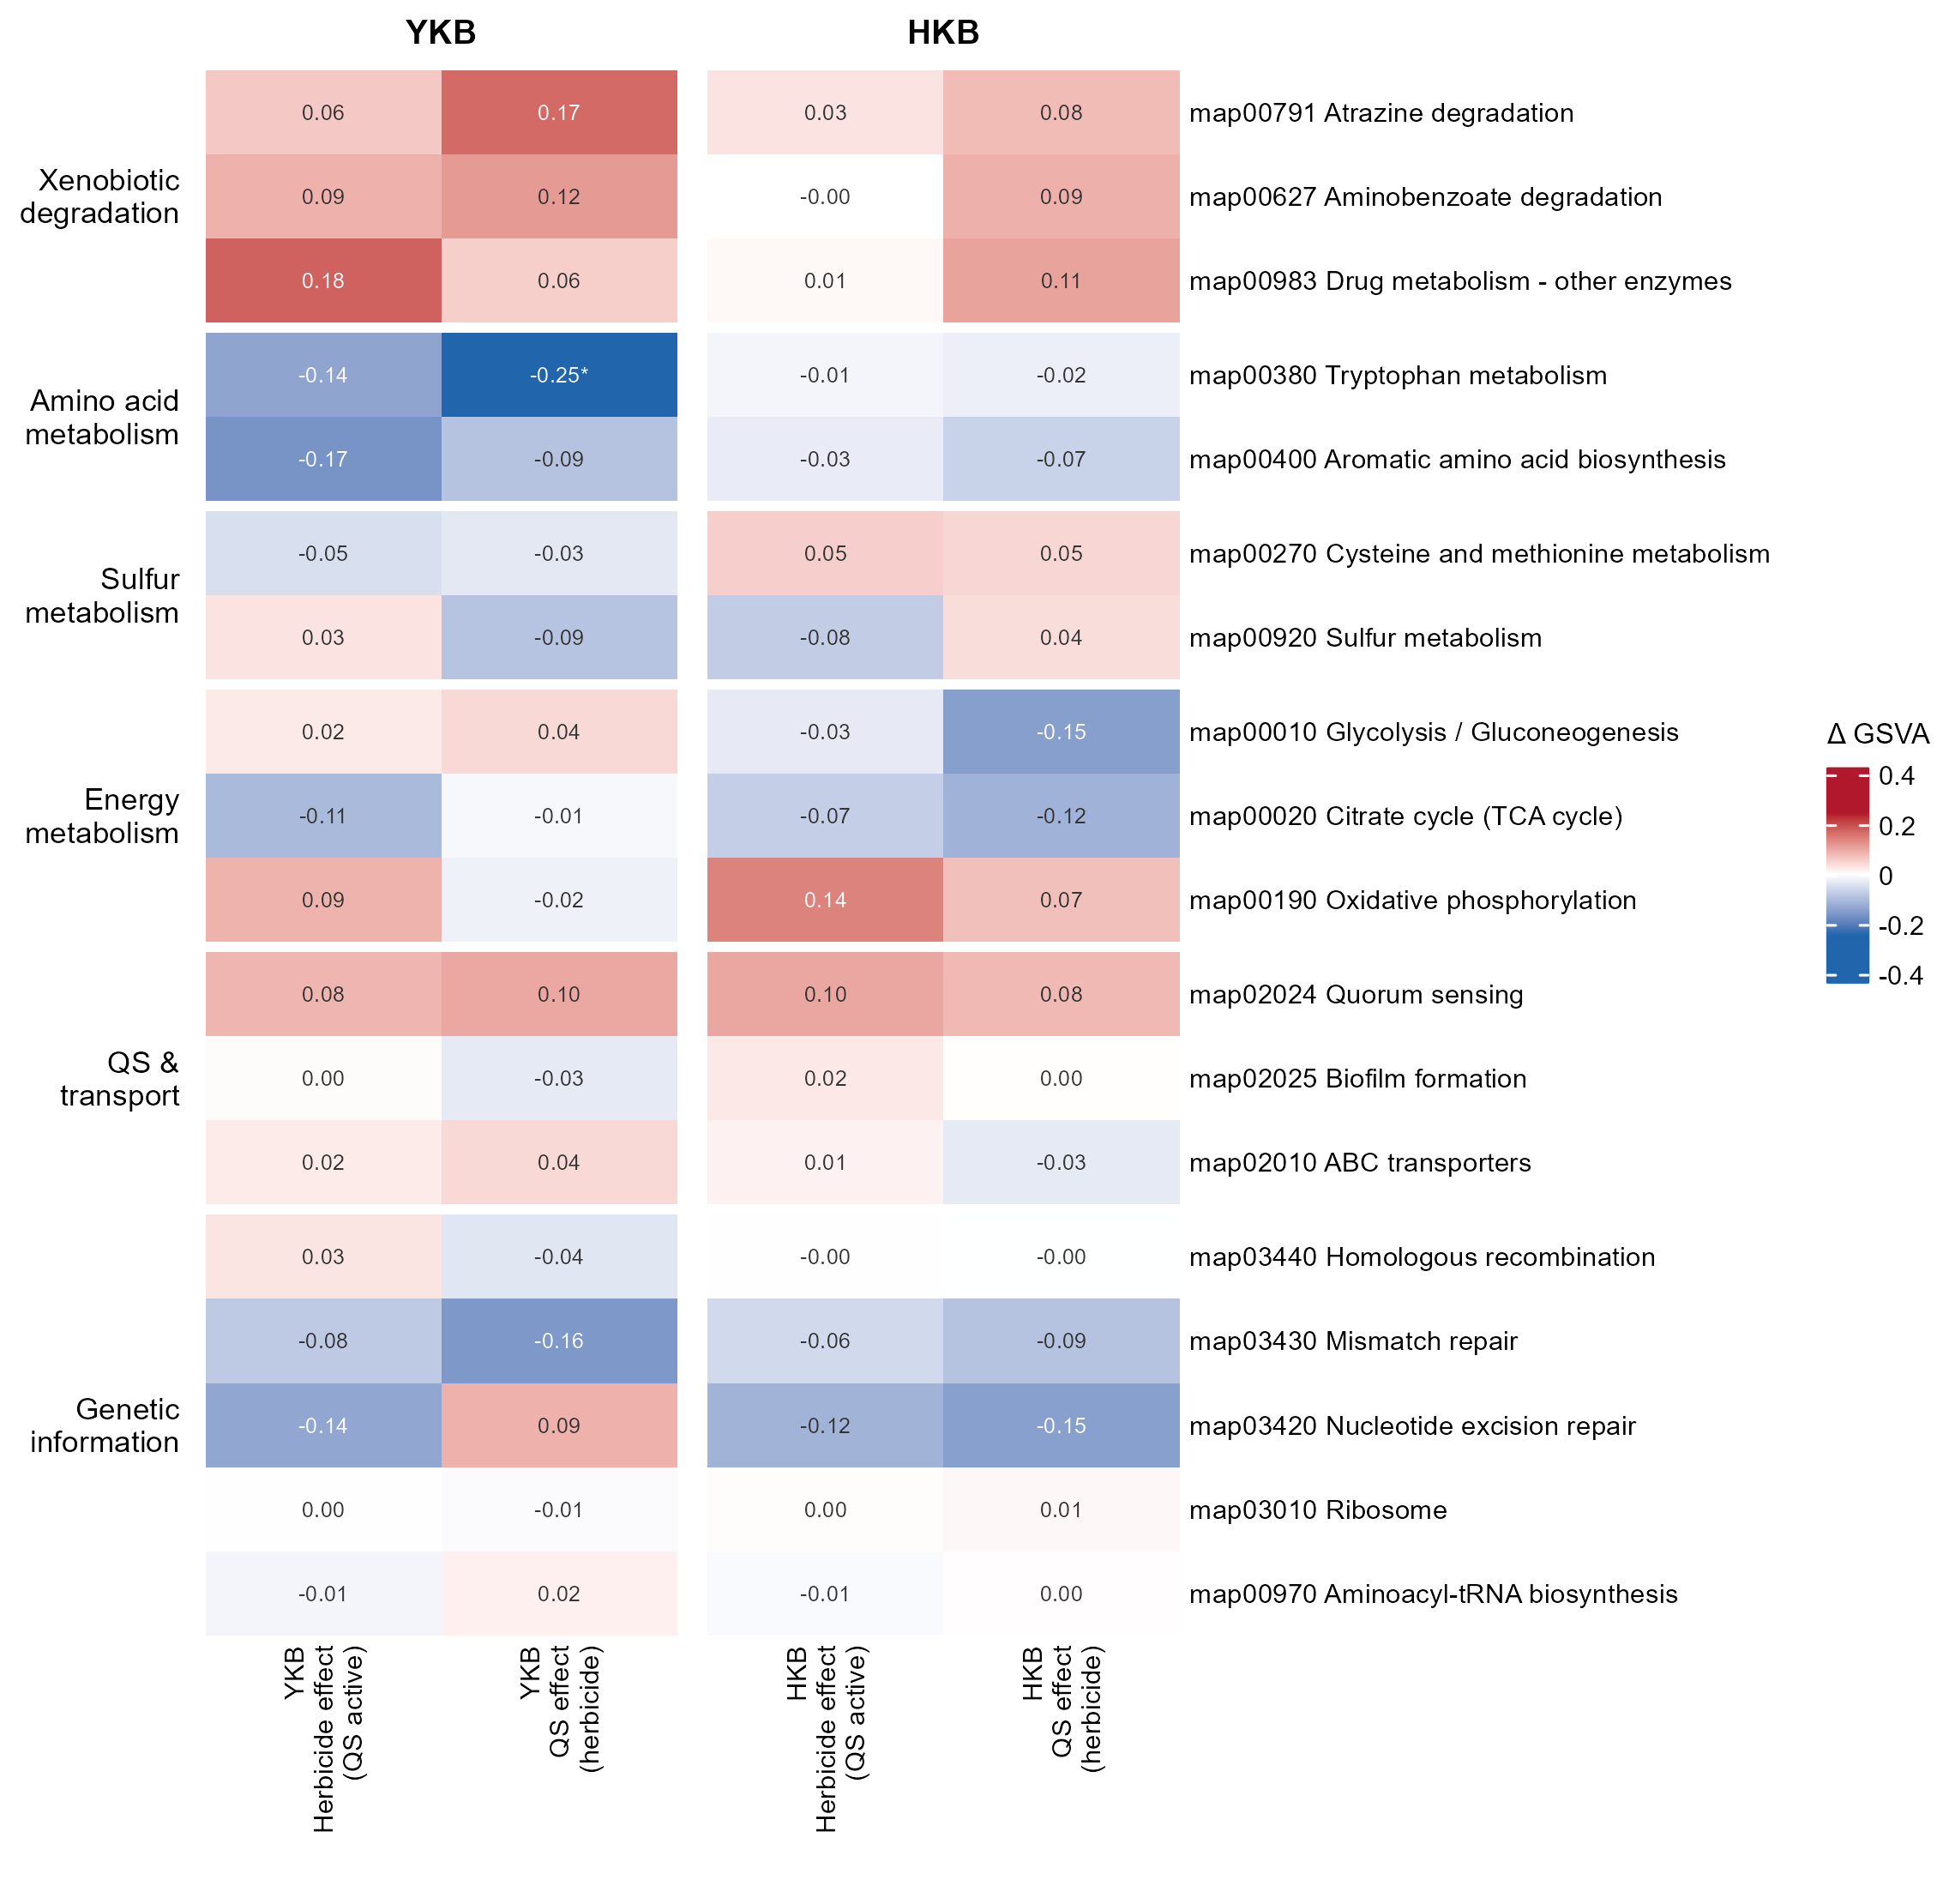 YKB
HKB
Xenobiotic
degradation
0.06 0.17 0.03 0.08 map00791 Atrazine degradation
0.09 0.12 -0.00 0.09 map00627 Aminobenzoate degradation
0.18 0.06 0.01 0.11 map00983 Drug metabolism - other enzymes
Amino acid
metabolism
-0.14 -0.25* -0.01 -0.02 map00380 Tryptophan metabolism
-0.17 -0.09 -0.03 -0.07 map00400 Aromatic amino acid biosynthesis
Sulfur
metabolism
-0.05 -0.03 0.05 0.05 map00270 Cysteine and methionine metabolism
0.03 -0.09 -0.08 0.04 map00920 Sulfur metabolism
Energy
metabolism
0.02 0.04 -0.03 -0.15 map00010 Glycolysis / Gluconeogenesis
-0.11 -0.01 -0.07 -0.12 map00020 Citrate cycle (TCA cycle)
0.09 -0.02 0.14 0.07 map00190 Oxidative phosphorylation
QS &
transport
0.08 0.10 0.10 0.08 map02024 Quorum sensing
0.00 -0.03 0.02 0.00 map02025 Biofilm formation
0.02 0.04 0.01 -0.03 map02010 ABC transporters
Genetic
information
0.03 -0.04 -0.00 -0.00 map03440 Homologous recombination
-0.08 -0.16 -0.06 -0.09 map03430 Mismatch repair
-0.14 0.09 -0.12 -0.15 map03420 Nucleotide excision repair
0.00 -0.01 0.00 0.01 map03010 Ribosome
-0.01 0.02 -0.01 0.00 map00970 Aminoacyl-tRNA biosynthesis
YKB
Herbicide effect
(QS active)
YKB
QS effect
(herbicide)
HKB
Herbicide effect
(QS active)
HKB
QS effect
(herbicide)
Δ GSVA
0.4
0.2
0
-0.2
-0.4